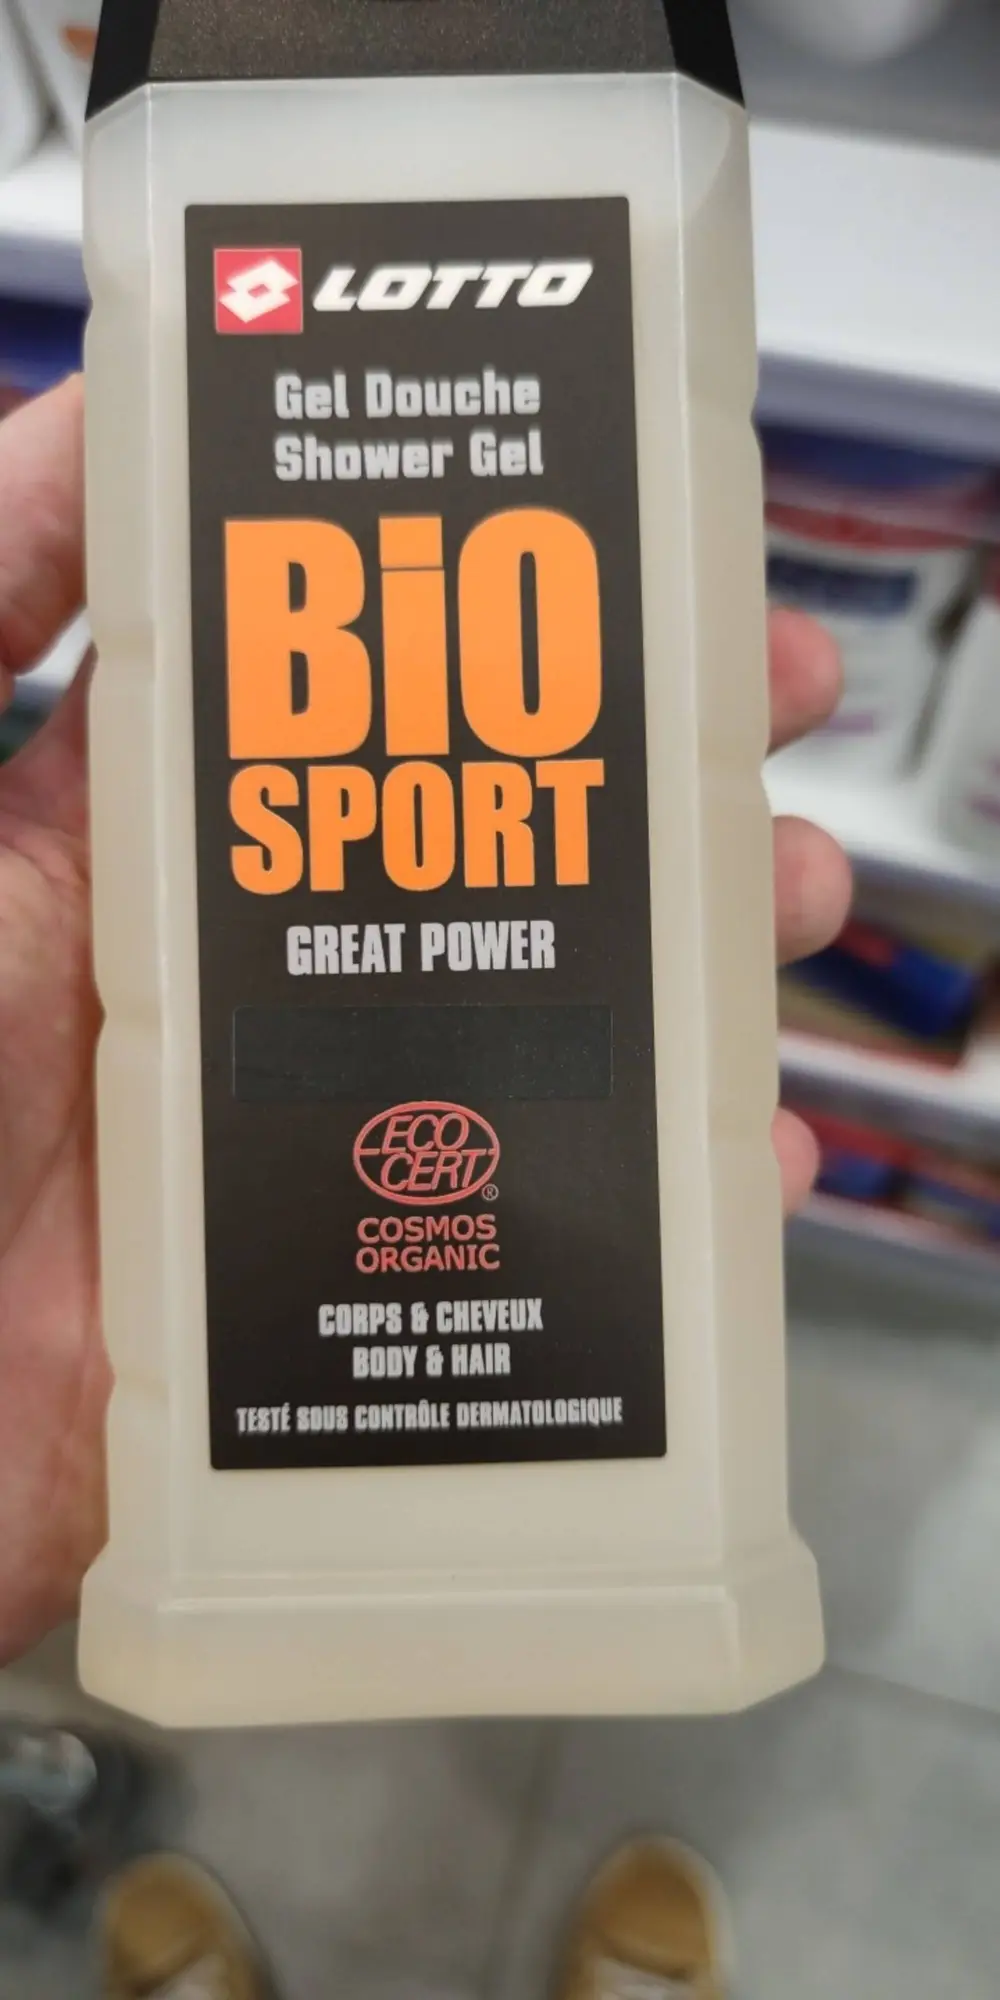 LOTTO
Gel Douche
Shower Gel
BiO
SPORT
GREAT POWER
ECO
CERT
®
COSMOS
ORGANIC
CORPS & CHEVEUX
BODY & HAIR
TESTÉ SOUS CONTRÔLE DERMATOLOGIQUE